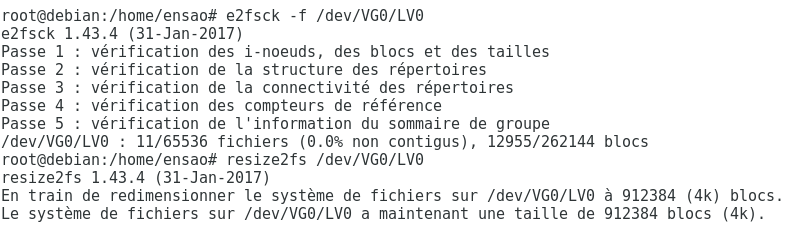 root@debian:/home/ensao# e2fsck -f /dev/VG0/LV0
e2fsck 1.43.4 (31-Jan-2017)
Passe 1 : vérification des i-noeuds, des blocs et des tailles
Passe 2 : vérification de la structure des répertoires
Passe 3 : vérification de la connectivité des répertoires
Passe 4 : vérification des compteurs de référence
Passe 5 : vérification de l'information du sommaire de groupe
/dev/VG0/LV0 : 11/65536 fichiers (0.0% non contigus), 12955/262144 blocs
root@debian:/home/ensao# resize2fs /dev/VG0/LV0
resize2fs 1.43.4 (31-Jan-2017)
En train de redimensionner le système de fichiers sur /dev/VG0/LV0 à 912384 (4k) blocs.
Le système de fichiers sur /dev/VG0/LV0 a maintenant une taille de 912384 blocs (4k).